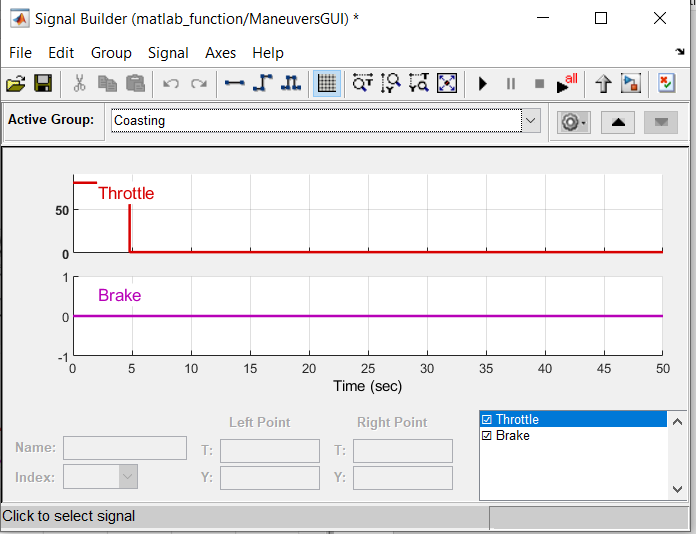 Signal Builder (matlab_function/ManeuversGUI) *
File Edit Group Signal Axes Help
all
Active Group: Coasting
Throttle
50
0
1
Brake
0
-1
0 5 10 15 20 25 30 35 40 45 50
Time (sec)
Left Point Right Point
Name: T: T:
Index: Y: Y:
Throttle
Brake
Click to select signal